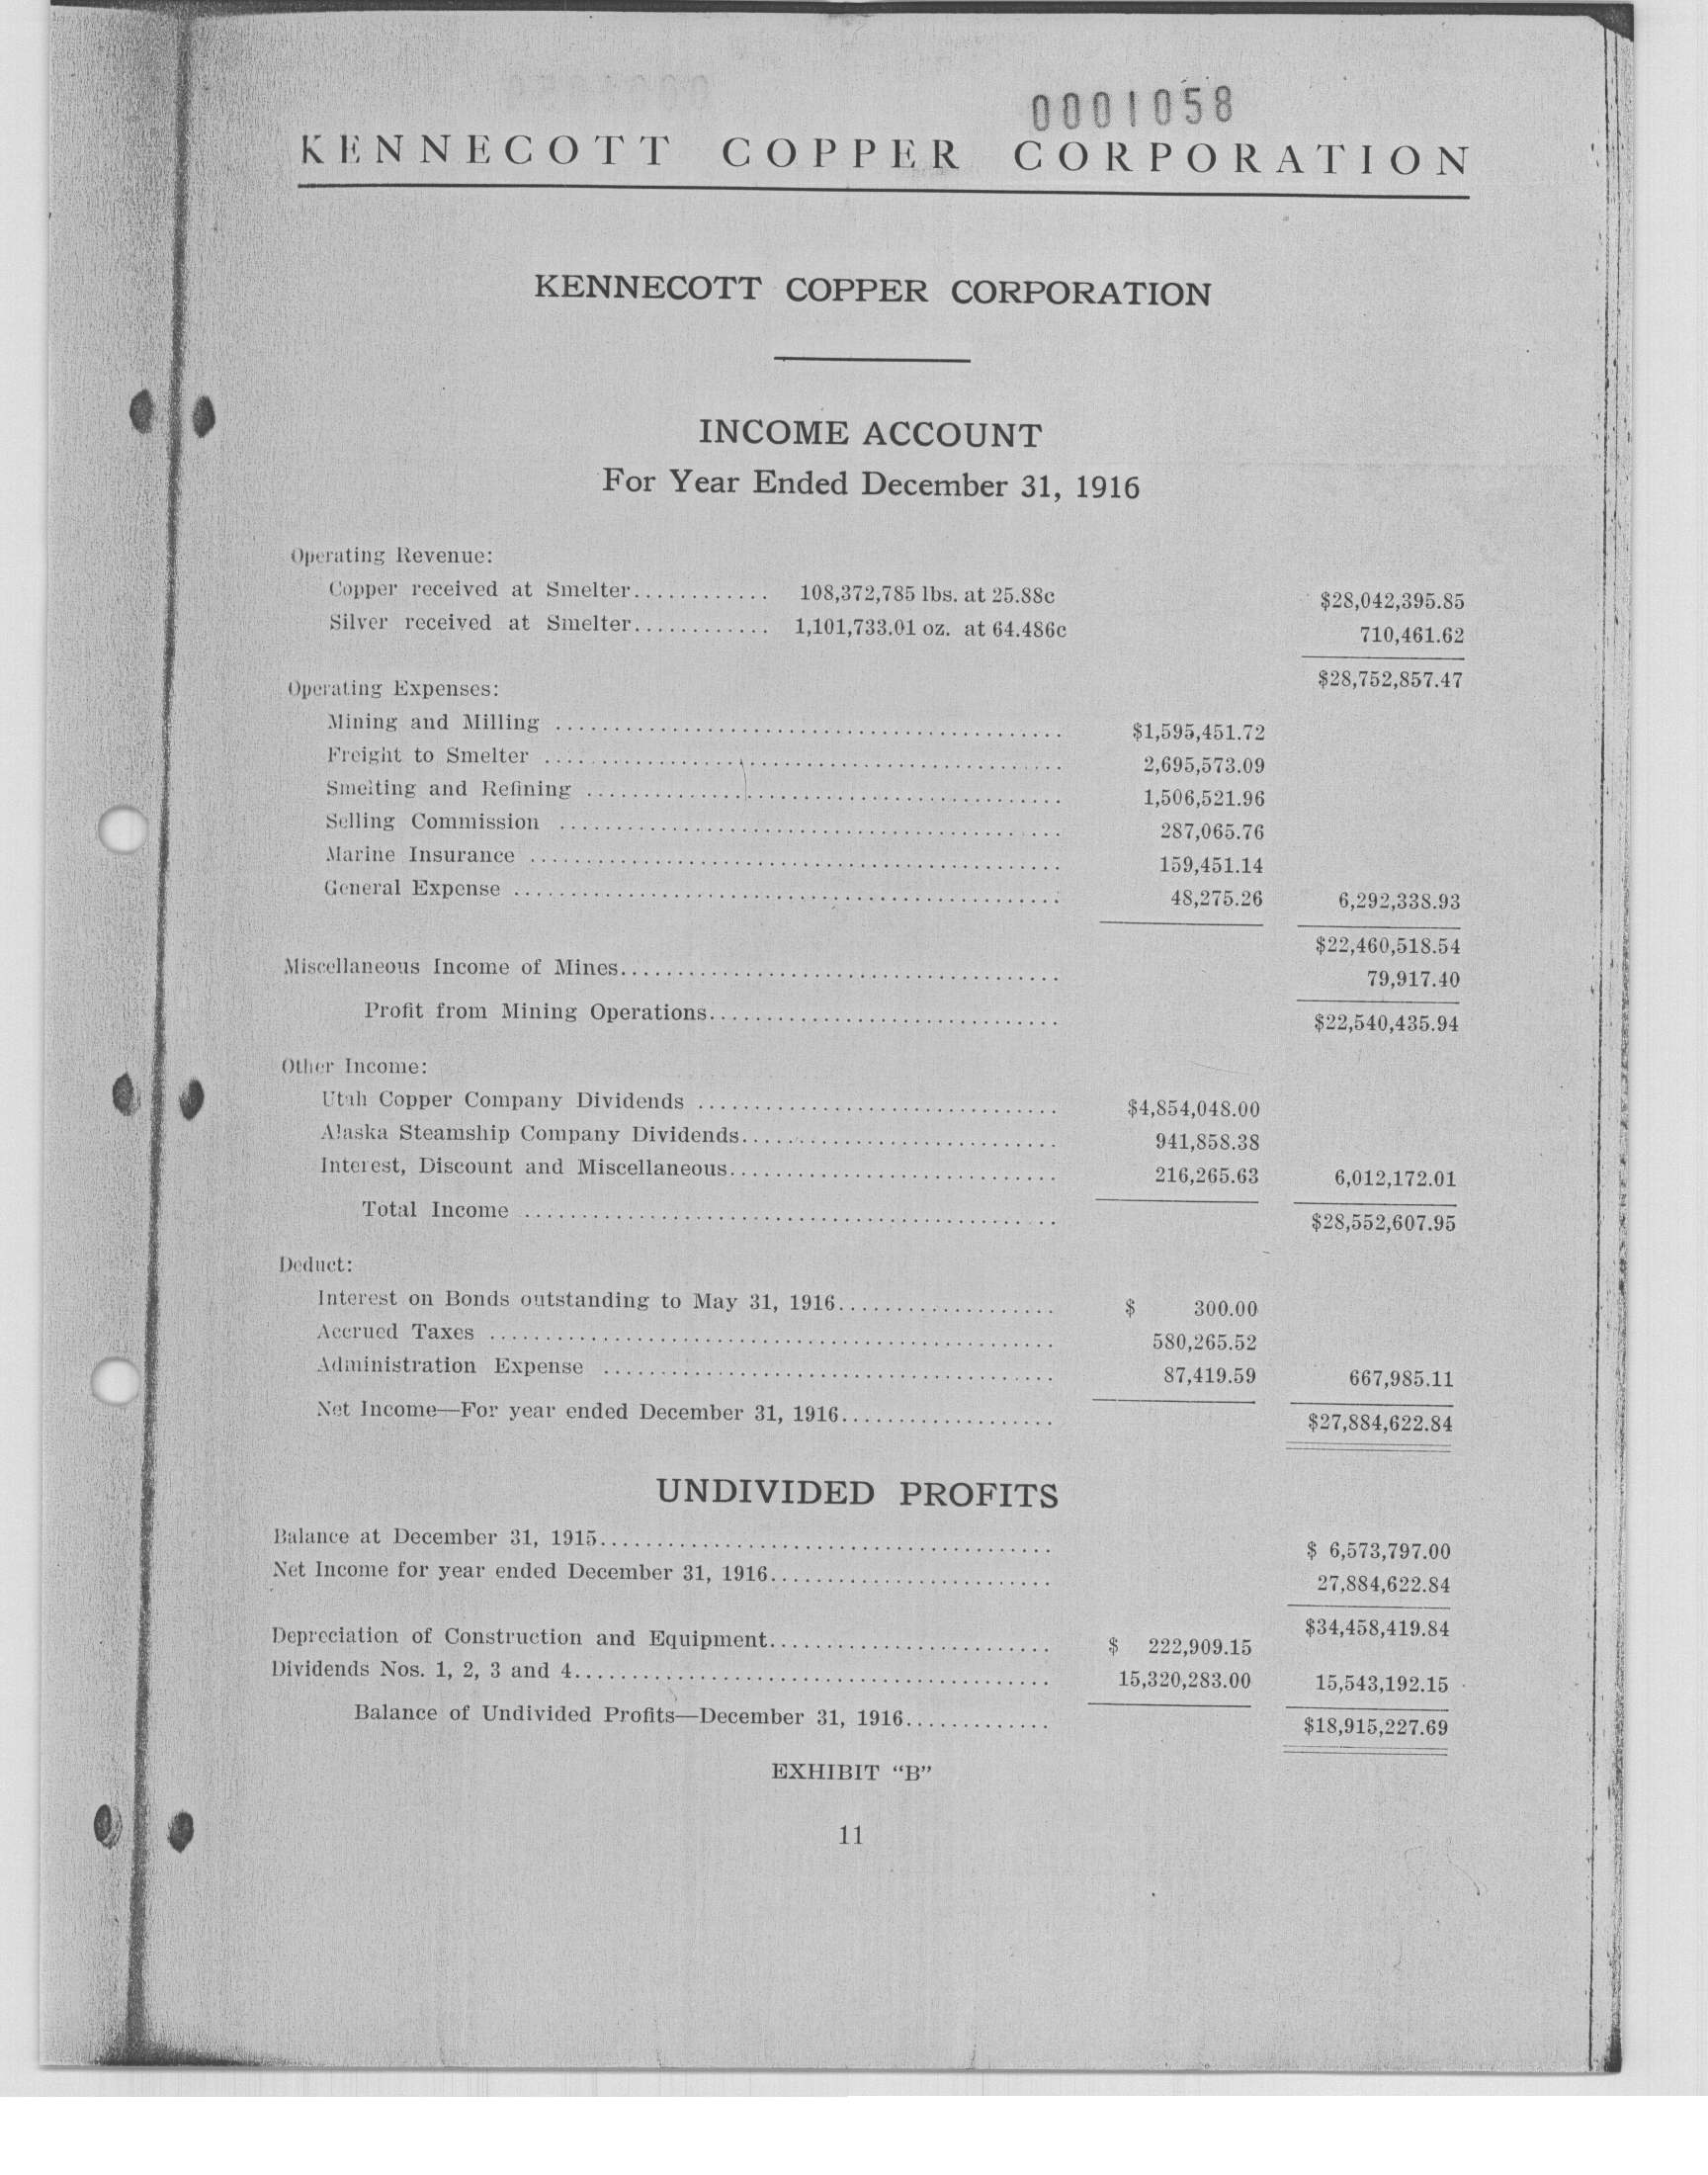 0001058
KENNECOTT COPPER CORPORATION
KENNECOTT COPPER CORPORATION
INCOME ACCOUNT
For Year Ended December 31, 1916
Operating Revenue:
Copper received at Smelter............ 108,372,785 lbs. at 25.88c $28,042,395.85
Silver received at Smelter............ 1,101,733.01 oz. at 64.486c 710,461.62
$28,752,857.47
Operating Expenses:
Mining and Milling ............................................ $1,595,451.72
Freight to Smelter ............................................ 2,695,573.09
Smelting and Refining ......................................... 1,506,521.96
Selling Commission ............................................ 287,065.76
Marine Insurance .............................................. 159,451.14
General Expense ............................................... 48,275.26 6,292,338.93
$22,460,518.54
Miscellaneous Income of Mines...................................... 79,917.40
Profit from Mining Operations............................... $22,540,435.94
Other Income:
Utah Copper Company Dividends ............................... $4,854,048.00
Alaska Steamship Company Dividends............................ 941,858.38
Interest, Discount and Miscellaneous............................. 216,265.63 6,012,172.01
Total Income .............................................. $28,552,607.95
Deduct:
Interest on Bonds outstanding to May 31, 1916................... $ 300.00
Accrued Taxes ................................................. 580,265.52
Administration Expense ....................................... 87,419.59 667,985.11
Net Income—For year ended December 31, 1916................... $27,884,622.84
UNDIVIDED PROFITS
Balance at December 31, 1915....................................... $ 6,573,797.00
Net Income for year ended December 31, 1916......................... 27,884,622.84
$34,458,419.84
Depreciation of Construction and Equipment......................... $ 222,909.15
Dividends Nos. 1, 2, 3 and 4......................................... 15,320,283.00 15,543,192.15
Balance of Undivided Profits—December 31, 1916............. $18,915,227.69
EXHIBIT “B”
11